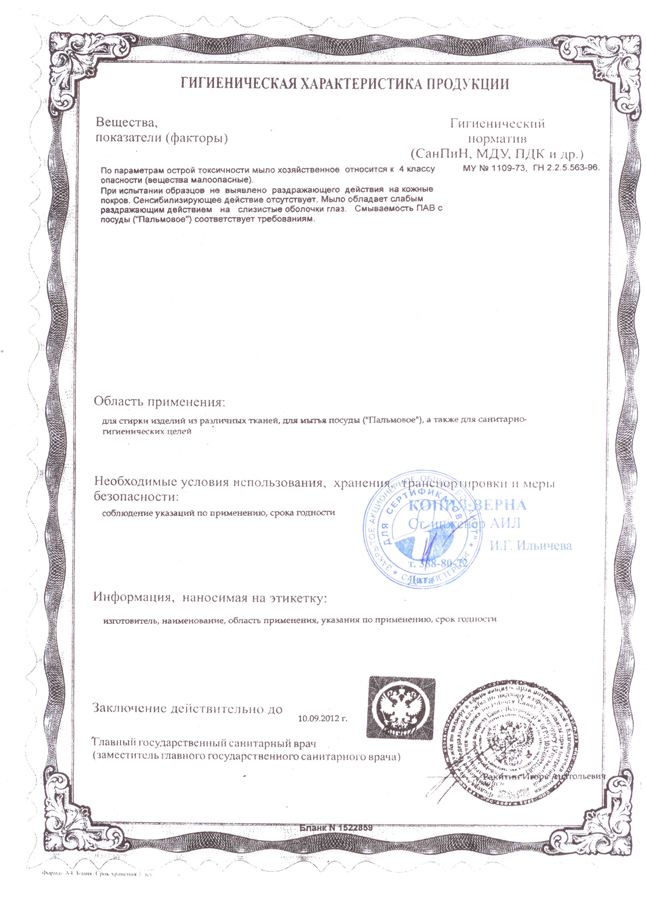 ГИГИЕНИЧЕСКАЯ ХАРАКТЕРИСТИКА ПРОДУКЦИИ
Вещества,
показатели (факторы)
Гигиенический
норматив
(СанПиН, МДУ, ПДК и др.)
По параметрам острой токсичности мыло хозяйственное относится к 4 классу
опасности (вещества малоопасные).
МУ № 1109-73, ГН 2.2.5.563-96.
При испытании образцов не выявлено раздражающего действия на кожные
покров. Сенсибилизирующее действие отсутствует. Мыло обладает слабым
раздражающим действием на слизистые оболочки глаз. Смываемость ПАВ с
посуды ("Пальмовое") соответствует требованиям.
Область применения:
для стирки изделий из различных тканей, для мытья посуды ("Пальмовое"), а также для санитарно-
гигиенических целей
Необходимые условия использования, хранения, транспортировки и меры
безопасности:
соблюдение указаций по применению, срока годности
ДЛЯ СЕРТИФИКАТОВ
КОПИЯ ВЕРНА
Ст. инженер АИЛ
И.Г. Ильичева
Информация, наносимая на этикетку:
изготовитель, наименование, область применения, указания по применению, срок годности
Заключение действительно до
10.09.2012 г.
Главный государственный санитарный врач
(заместитель главного государственного санитарного врача)
Ракитин Игорь Анатольевич
Бланк N 1522859